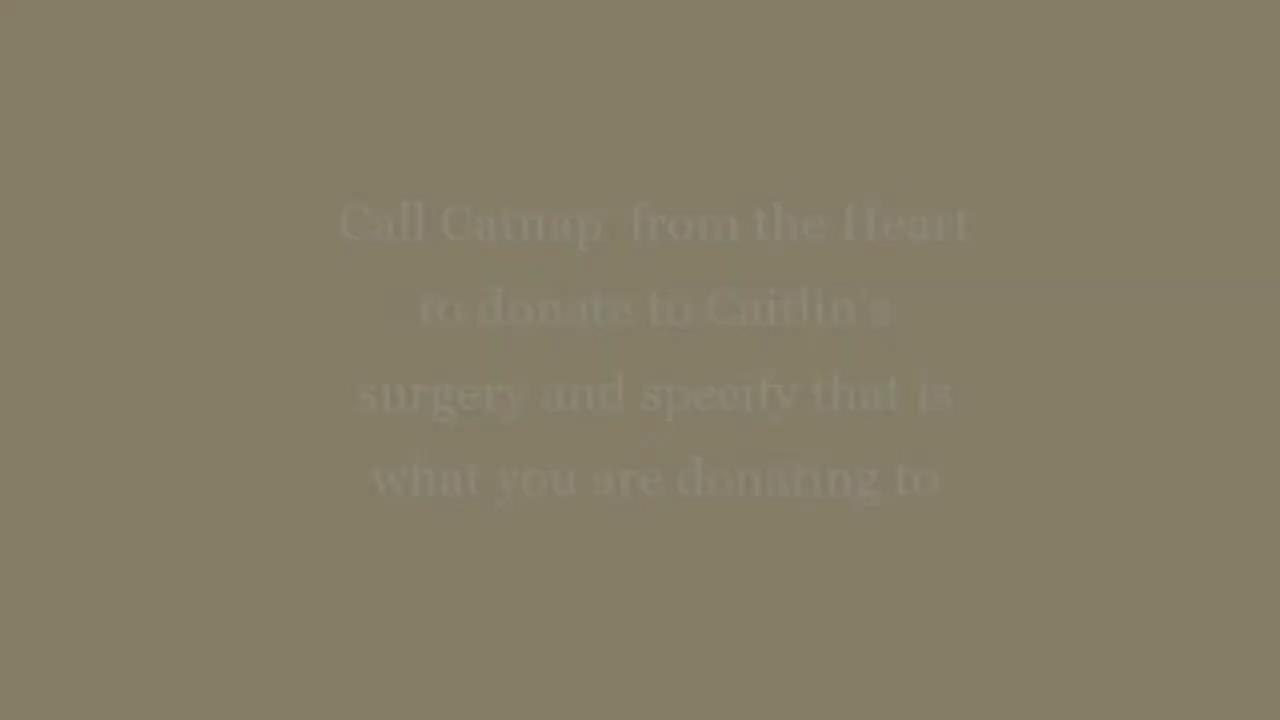 Call Catnap from the Heart
to donate to Caitlin's
surgery and specify that is
what you are donating to